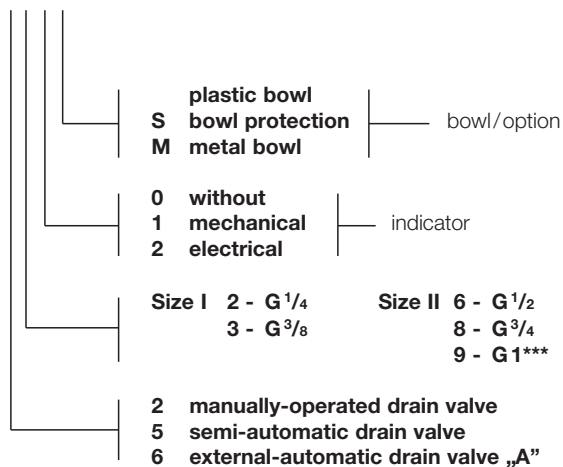 plastic bowl
S bowl protection
M metal bowl
bowl/option
0 without
1 mechanical
2 electrical
indicator
Size I 2 - G 1/4 Size II 6 - G 1/2
3 - G 3/8 8 - G 3/4
9 - G 1***
2 manually-operated drain valve
5 semi-automatic drain valve
6 external-automatic drain valve „A”